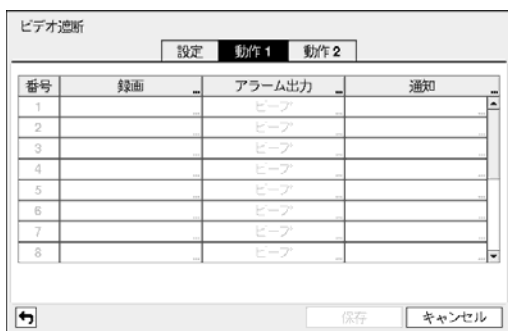 ビデオ遮断
設定 動作 1 動作 2
番号 録画 ... アラーム出力 ... 通知 ...
1 ... ビープ ... ...
2 ... ビープ ... ...
3 ... ビープ ... ...
4 ... ビープ ... ...
5 ... ビープ ... ...
6 ... ビープ ... ...
7 ... ビープ ... ...
8 ... ビープ ... ...
保存 キャンセル